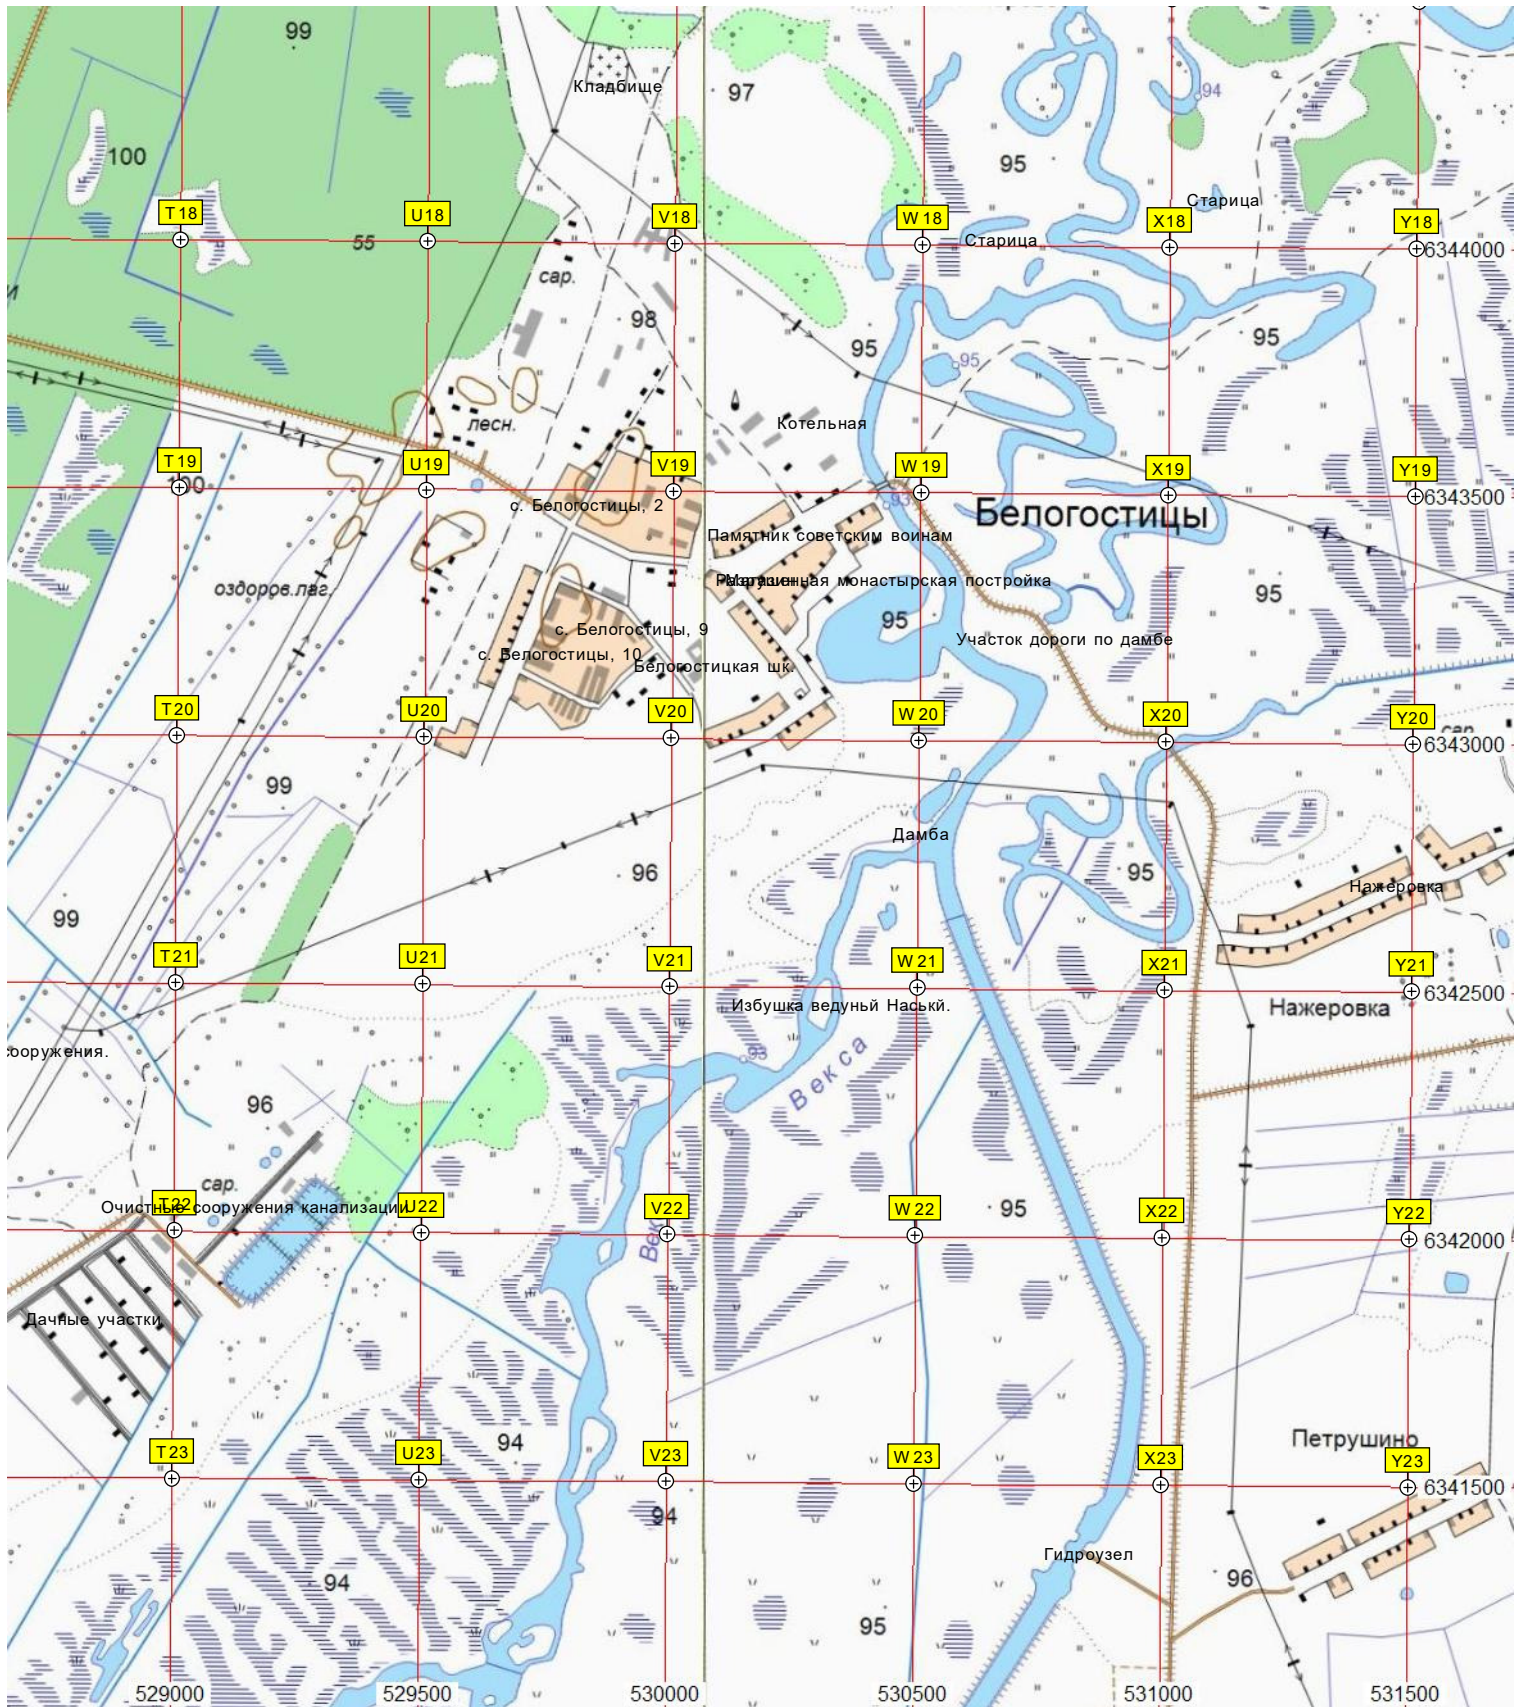 99
Кладбище
97
94
100
95
Старица
T18
U18
V18
W18
X18
Y18
55
Старица
6344000
сар.
98
95
95
95
лесн.
Котельная
T19
U19
V19
W19
X19
Y19
100
93
6343500
с. Белогостицы, 2
Белогостицы
Памятник советским воинам
монастырская постройка
оздоров.лаг.
95
95
с. Белогостицы, 9
Участок дороги по дамбе
с. Белогостицы, 10
Белогостицкая шк.
T20
U20
V20
W20
X20
Y20
сар.
6343000
99
Дамба
96
95
Нажеровка
99
T21
U21
V21
W21
X21
Y21
6342500
Избушка ведуньй Наськй.
Нажеровка
сооружения.
93
Векса
96
сар.
T22
U22
V22
W22
X22
Y22
Очистные сооружения канализации
95
Век
6342000
Дачные участки
94
Петрушино
T23
U23
V23
W23
X23
Y23
6341500
94
Гидроузел
94
96
95
529000
529500
530000
530500
531000
531500